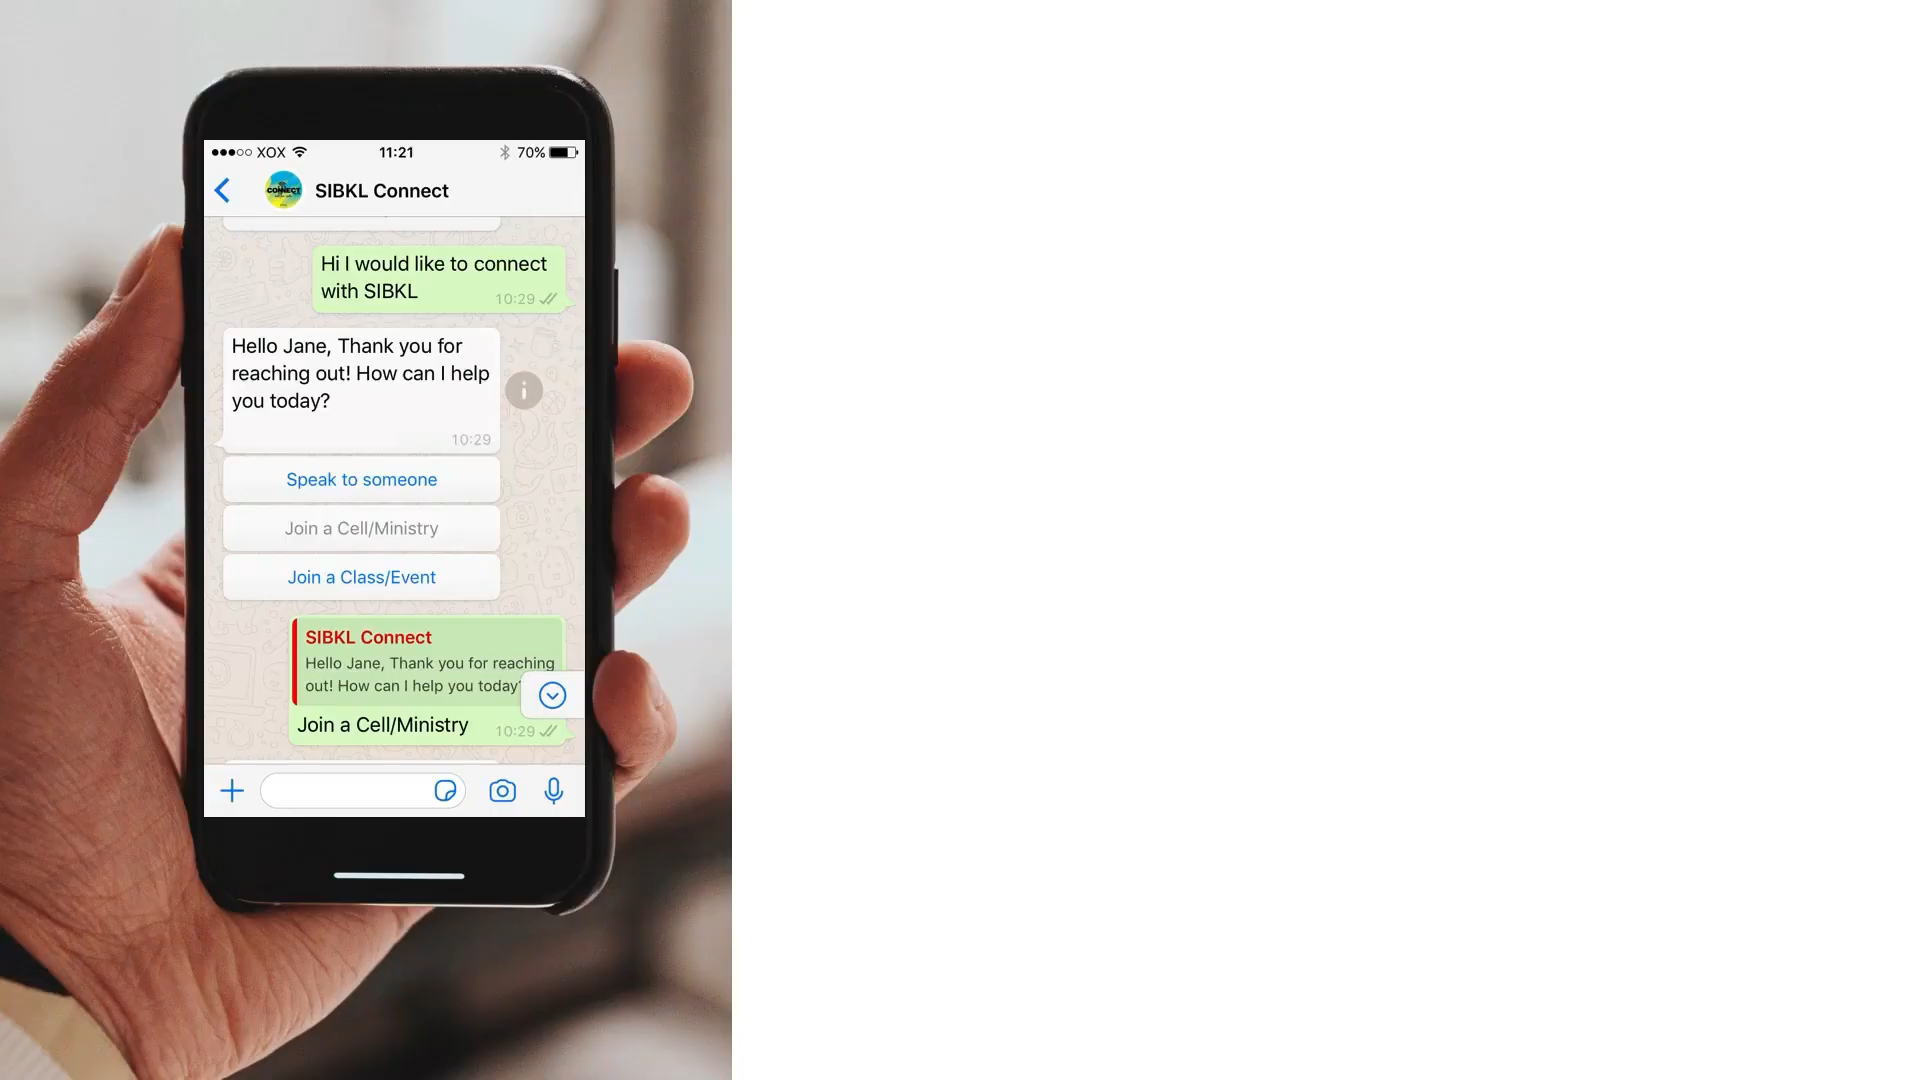 XOX 11:21 70%
CONNECT
SIBKL Connect
Hi I would like to connect
with SIBKL
10:29
Hello Jane, Thank you for
reaching out! How can I help
you today?
10:29
Speak to someone
Join a Cell/Ministry
Join a Class/Event
SIBKL Connect
Hello Jane, Thank you for reaching
out! How can I help you today?
Join a Cell/Ministry
10:29